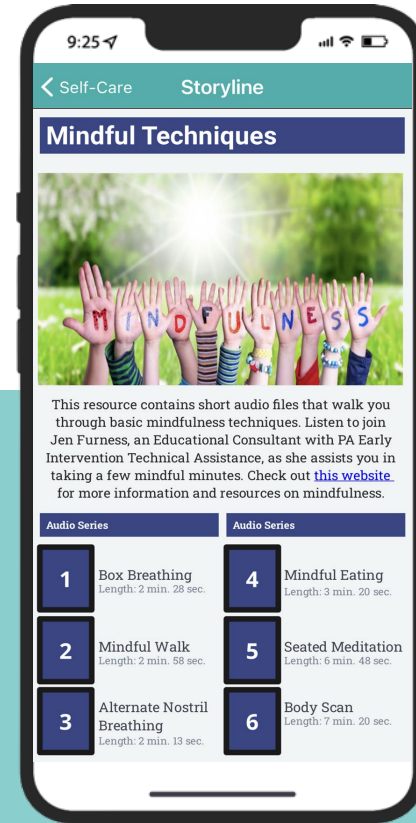 9:25
Self-Care
Storyline
Mindful Techniques
MINDFULNESS
This resource contains short audio files that walk you
through basic mindfulness techniques. Listen to join
Jen Furness, an Educational Consultant with PA Early
Intervention Technical Assistance, as she assists you in
taking a few mindful minutes. Check out this website
for more information and resources on mindfulness.
Audio Series
1
Box Breathing
Length: 2 min. 28 sec.
2
Mindful Walk
Length: 2 min. 58 sec.
3
Alternate Nostril
Breathing
Length: 2 min. 13 sec.
Audio Series
4
Mindful Eating
Length: 3 min. 20 sec.
5
Seated Meditation
Length: 6 min. 48 sec.
6
Body Scan
Length: 7 min. 20 sec.